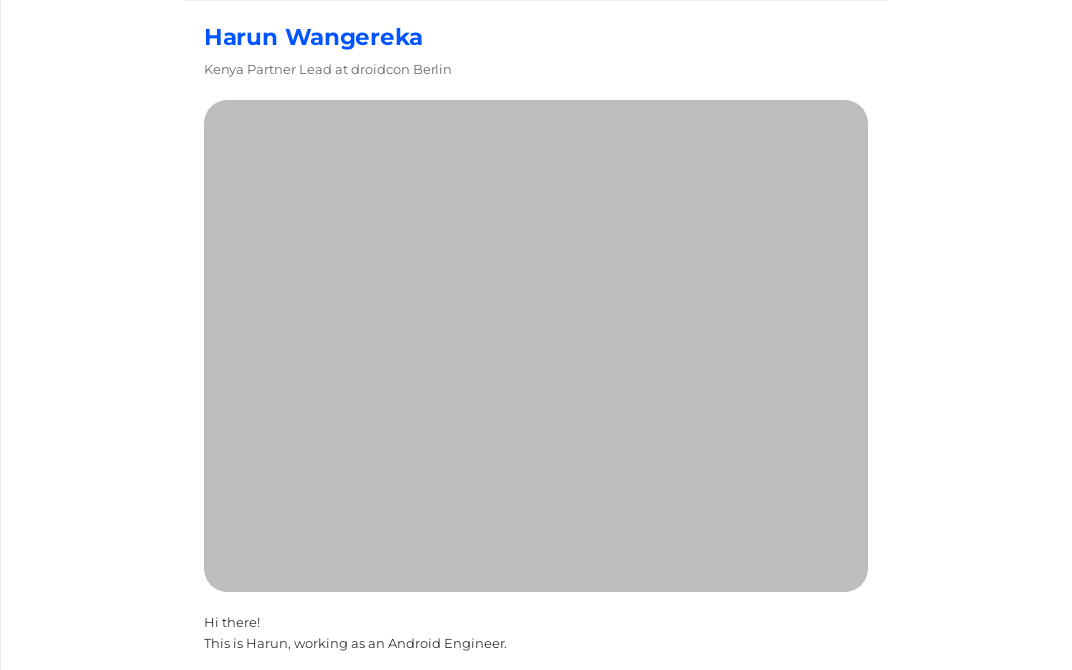 Harun Wangereka
Kenya Partner Lead at droidcon Berlin
Hi there!
This is Harun, working as an Android Engineer.